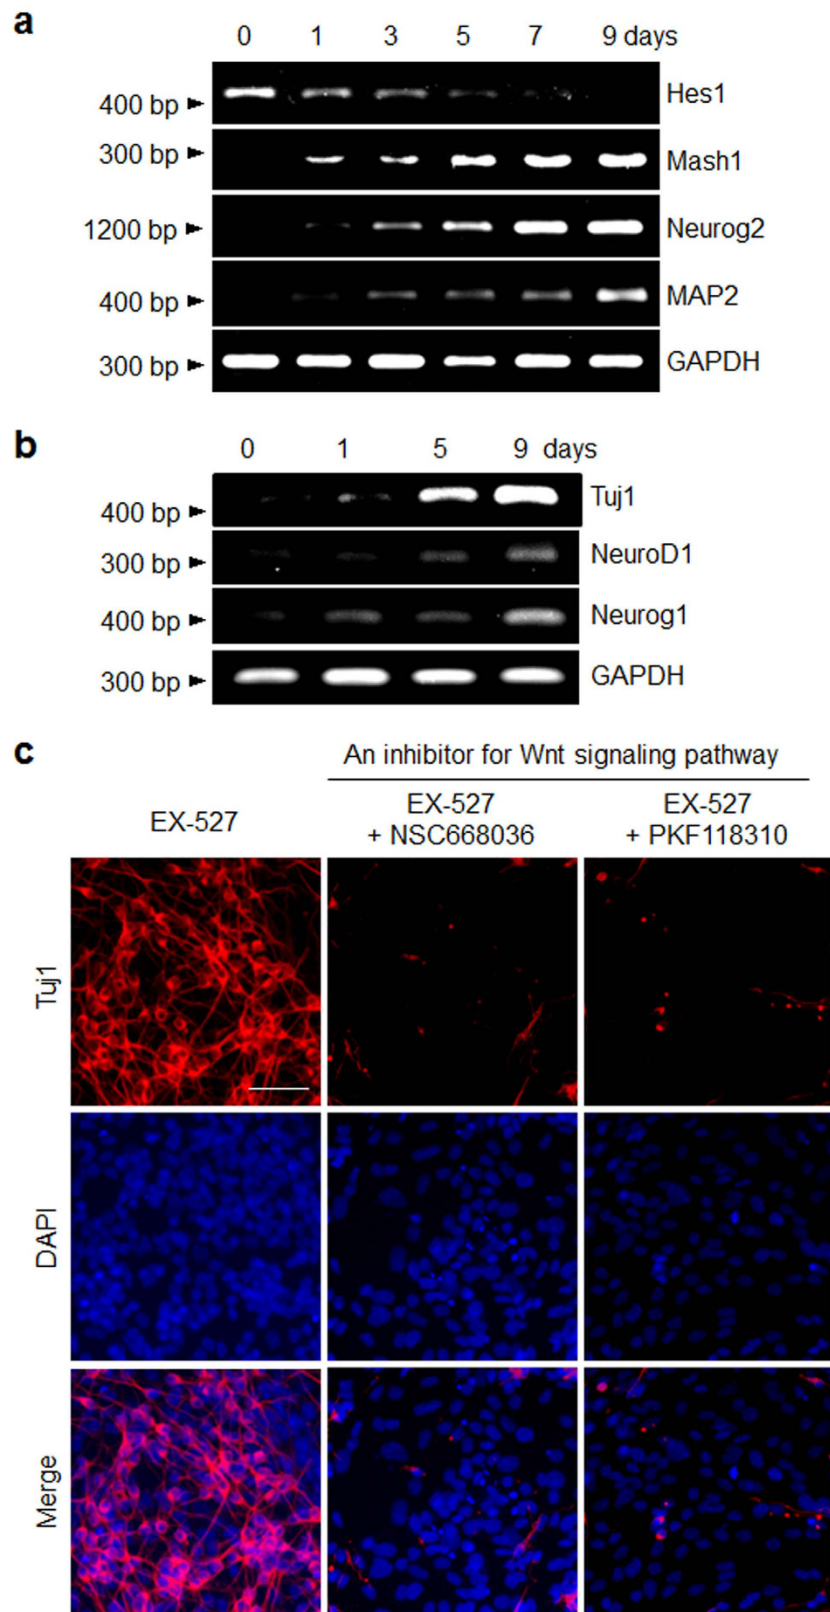 a
0 1 3 5 7 9 days
400 bp Hes1
300 bp Mash1
1200 bp Neurog2
400 bp MAP2
300 bp GAPDH
b
0 1 5 9 days
400 bp Tuj1
300 bp NeuroD1
400 bp Neurog1
300 bp GAPDH
c
An inhibitor for Wnt signaling pathway
EX-527
EX-527
+ NSC668036
EX-527
+ PKF118310
Tuj1
DAPI
Merge